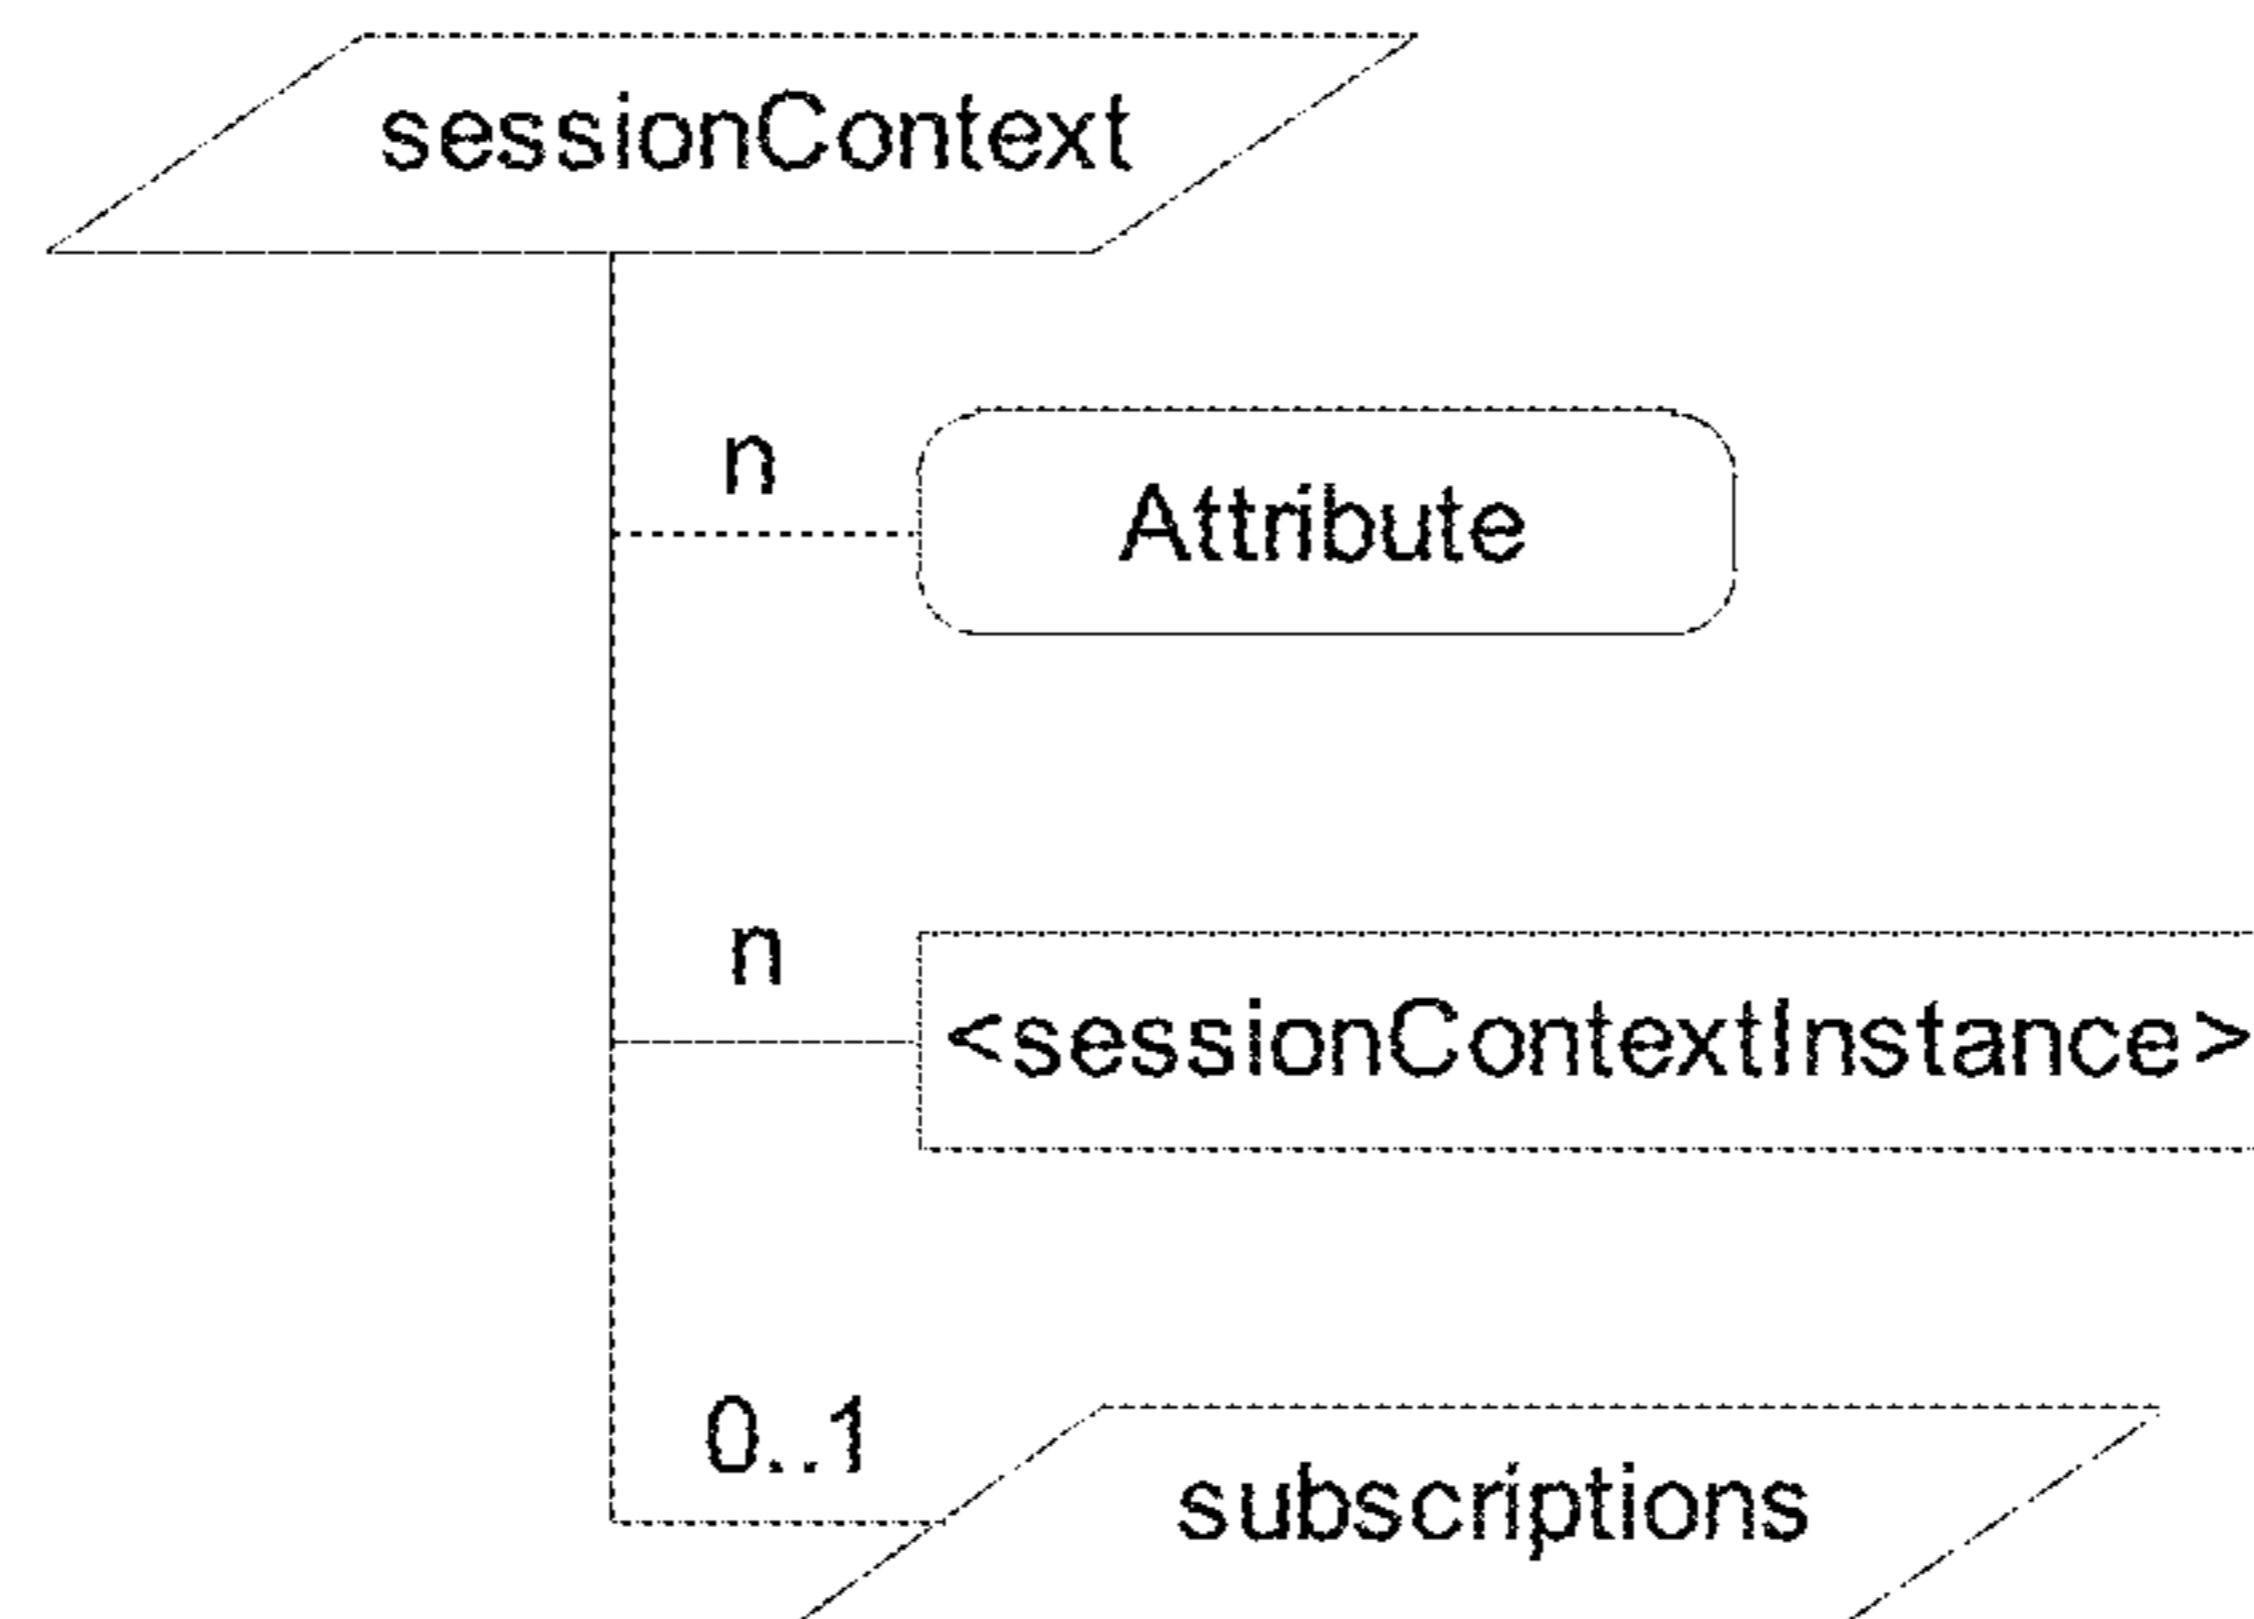 sessionContext
n
Attribute
n
<sessionContextInstance>
0..1
subscriptions